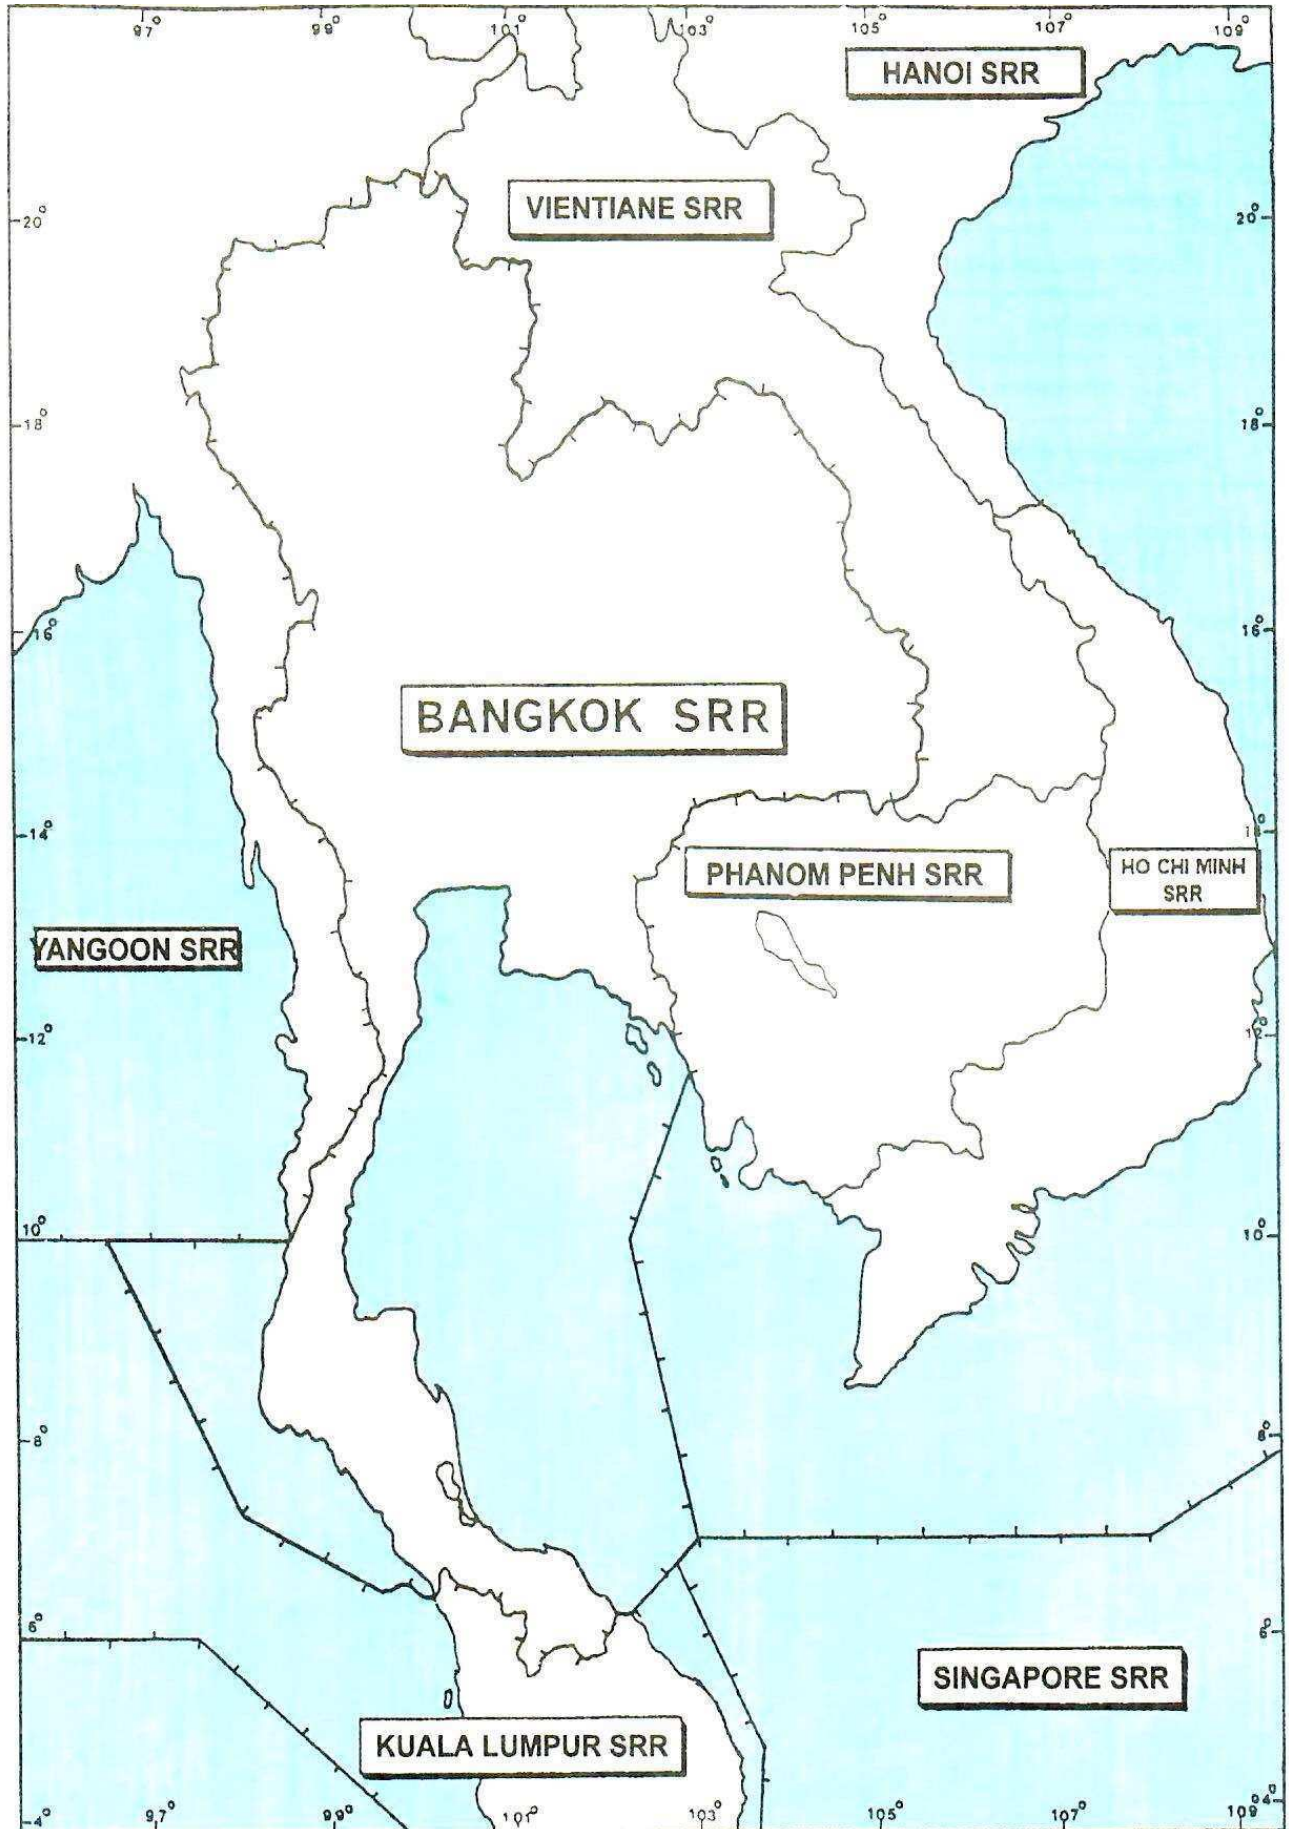 97° 99° 101° 103° 105° 107° 109°
HANOI SRR
VIENTIANE SRR
20° 20°
18° 18°
16° 16°
BANGKOK SRR
14°
PHANOM PENH SRR
HO CHI MINH
SRR
YANGOON SRR
12° 12°
10° 10°
8° 8°
6° 6°
SINGAPORE SRR
KUALA LUMPUR SRR
4° 97° 99° 101° 103° 105° 107° 109° 4°